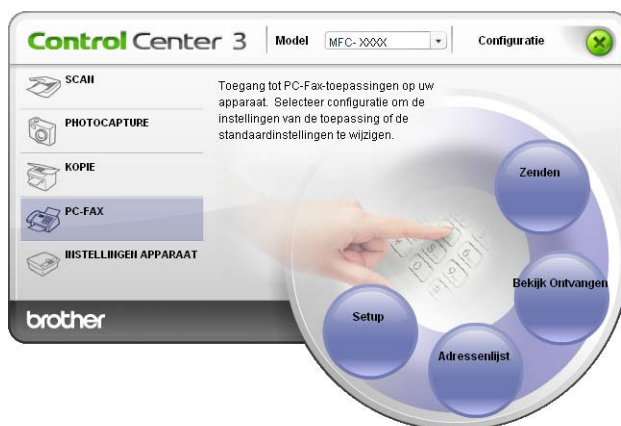 Control Center 3
Model
MFC-XXXX
Configuratie
SCAN
PHOTOCAPTURE
KOPIE
PC-FAX
INSTELLINGEN APPARAAT
Toegang tot PC-Fax-toepassingen op uw
apparaat. Selecteer configuratie om de
instellingen van de toepassing of de
standaardinstellingen te wijzigen.
Zenden
Bekijk Ontvangen
Adressenlijst
Setup
brother